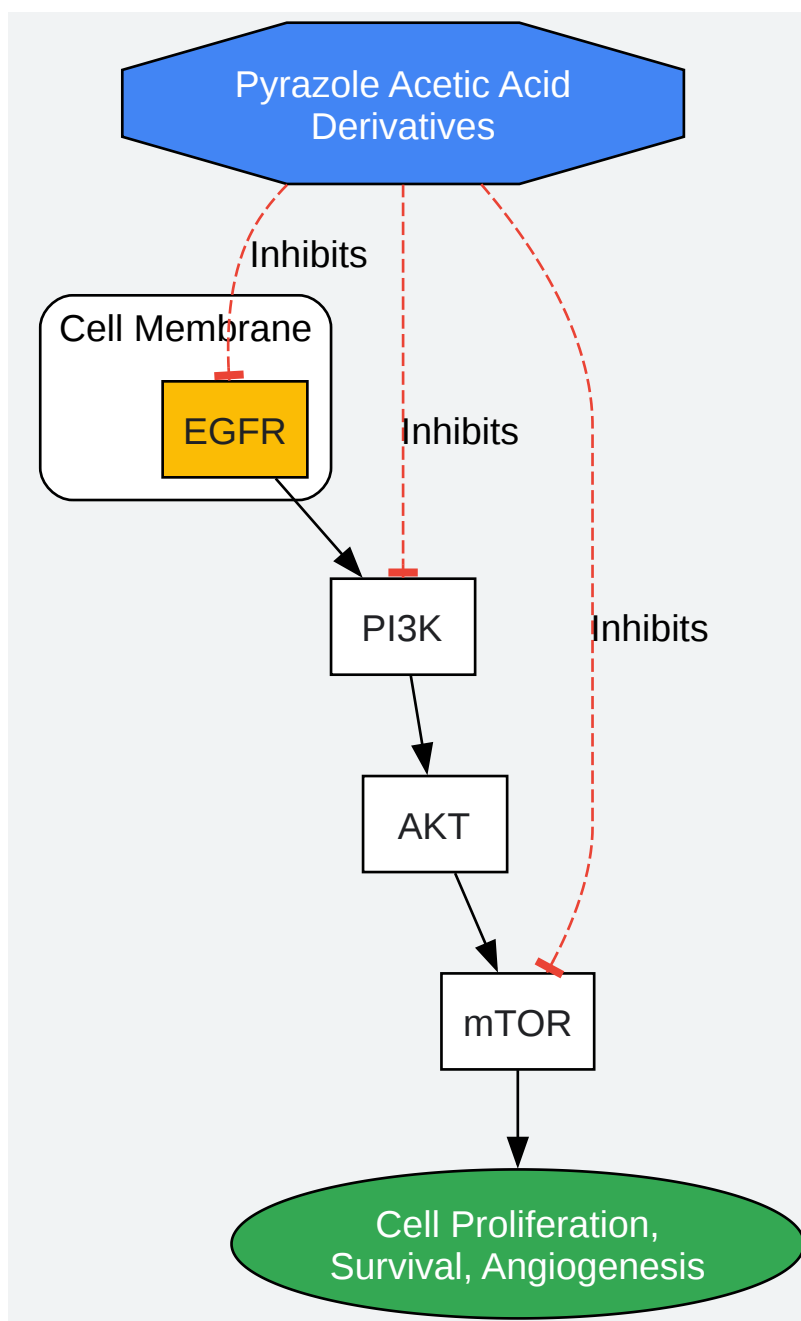 Pyrazole Acetic Acid
Derivatives
Inhibits
Cell Membrane
EGFR
Inhibits
PI3K
Inhibits
AKT
mTOR
Cell Proliferation,
Survival, Angiogenesis